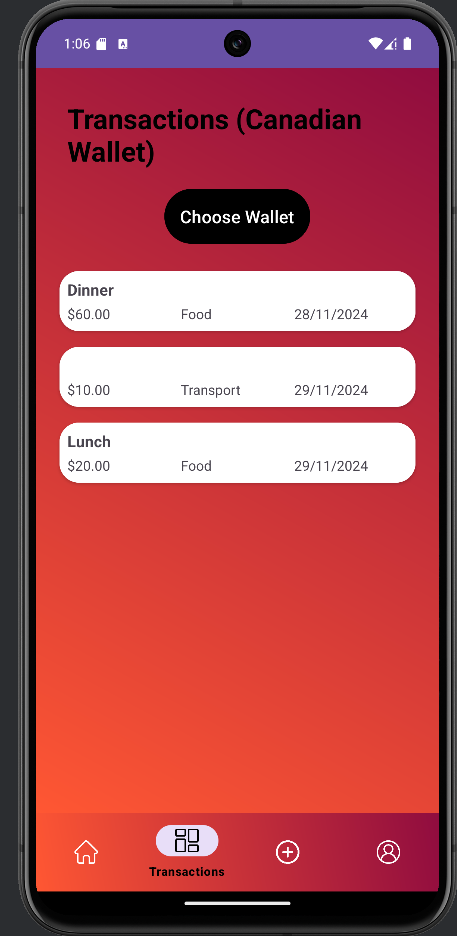 1:06
Transactions (Canadian
Wallet)
Choose Wallet
Dinner
$60.00 Food 28/11/2024
$10.00 Transport 29/11/2024
Lunch
$20.00 Food 29/11/2024
Transactions